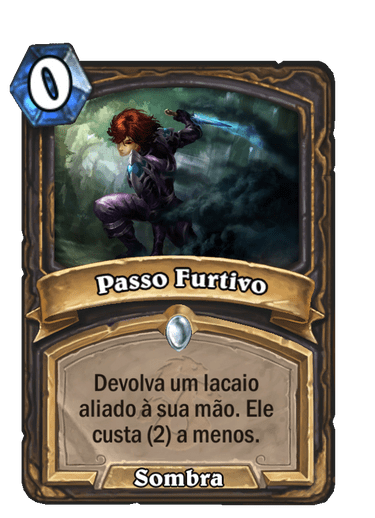 0
Passo Furtivo
Devolva um lacaio
aliado à sua mão. Ele
custa (2) a menos.
Sombra